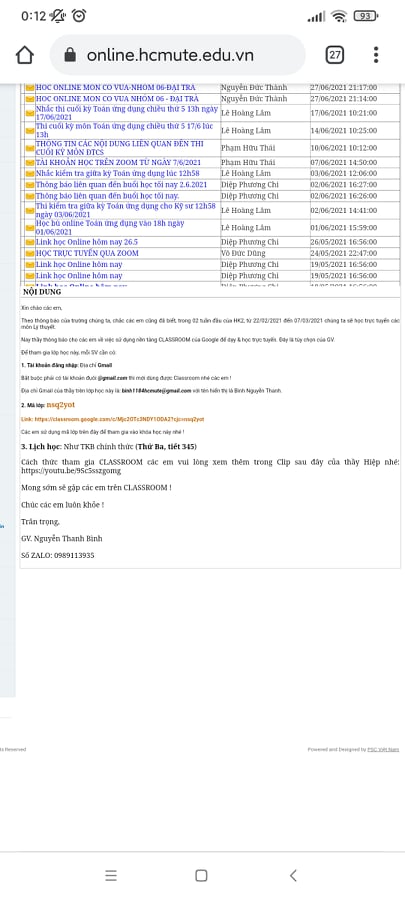 0:12
93
online.hcmute.edu.vn
27
HOC ONLINE MON CO VUA-NHOM 06-ĐẠI TRÀ Nguyễn Đức Thành 27/06/2021 21:17:00
HOC ONLINE MON CO VUA NHOM 06 - ĐẠI TRÀ Nguyễn Đức Thành 27/06/2021 21:14:00
Nhắc thi cuối kỳ Toán ứng dụng chiều thứ 5 13h ngày
17/06/2021 Lê Hoàng Lâm 17/06/2021 10:21:00
Thi cuối kỳ môn Toán ứng dụng chiều thứ 5 17/6 lúc
13h Lê Hoàng Lâm 14/06/2021 10:25:00
THÔNG TIN CÁC NỘI DUNG LIÊN QUAN ĐẾN THI
CUỐI KỲ MÔN ĐTCS Phạm Hữu Thái 10/06/2021 10:12:00
TÀI KHOẢN HỌC TRÊN ZOOM TỪ NGÀY 7/6/2021 Phạm Hữu Thái 07/06/2021 14:50:00
Nhắc kiểm tra giữa kỳ Toán ứng dụng lúc 12h58 Lê Hoàng Lâm 03/06/2021 12:06:00
Thông báo liên quan đến buổi học tối nay 2.6.2021 Diệp Phương Chi 02/06/2021 16:27:00
Thông báo liên quan đến buổi học tối nay. Diệp Phương Chi 02/06/2021 16:26:00
Thi kiểm tra giữa kỳ Toán ứng dụng cho Kỹ sư 12h58
ngày 03/06/2021 Lê Hoàng Lâm 02/06/2021 14:41:00
Học bù online Toán ứng dụng vào 18h ngày
01/06/2021 Lê Hoàng Lâm 01/06/2021 15:59:00
Link học Online hôm nay 26.5 Diệp Phương Chi 26/05/2021 16:56:00
HỌC TRỰC TUYẾN QUA ZOOM Võ Đức Dũng 24/05/2021 22:47:00
Link học Online hôm nay Diệp Phương Chi 19/05/2021 16:56:00
Link học Online hôm nay Diệp Phương Chi 19/05/2021 16:56:00
NỘI DUNG
Xin chào các em,
Theo thông báo của trường chúng ta, chắc các em cũng đã biết, trong 02 tuần đầu của HK2, từ 22/02/2021 đến 07/03/2021 chúng ta sẽ học trực tuyến các
môn Lý thuyết.
Nay thầy thông báo cho các em về việc sử dụng nền tảng CLASSROOM của Google để dạy & học trực tuyến. Đây là tùy chọn của GV.
Để tham gia lớp học này, mỗi SV cần có:
1. Tài khoản đăng nhập: Địa chỉ Gmail
Bắt buộc phải có tài khoản đuôi @gmail.com thì mới dùng được Classroom nhé các em !
Địa chỉ Gmail của thầy trên lớp học này là: binh1184hcmute@gmail.com với tên hiển thị là Bình Nguyễn Thanh.
2. Mã lớp: nsq2yot
Link: https://classroom.google.com/c/Mjc2OTc3NDY1ODA2?cjc=nsq2yot
Các em sử dụng mã lớp trên đây để tham gia vào khóa học này nhé !
3. Lịch học: Như TKB chính thức (Thứ Ba, tiết 345)
Cách thức tham gia CLASSROOM các em vui lòng xem thêm trong Clip sau đây của thầy Hiệp nhé:
https://youtu.be/9Sc5sszgomg
Mong sớm sẽ gặp các em trên CLASSROOM !
Chúc các em luôn khỏe !
Trân trọng,
GV. Nguyễn Thanh Bình
Số ZALO: 0989113935
ts Reserved
Powered and Designed by PSC Việt Nam